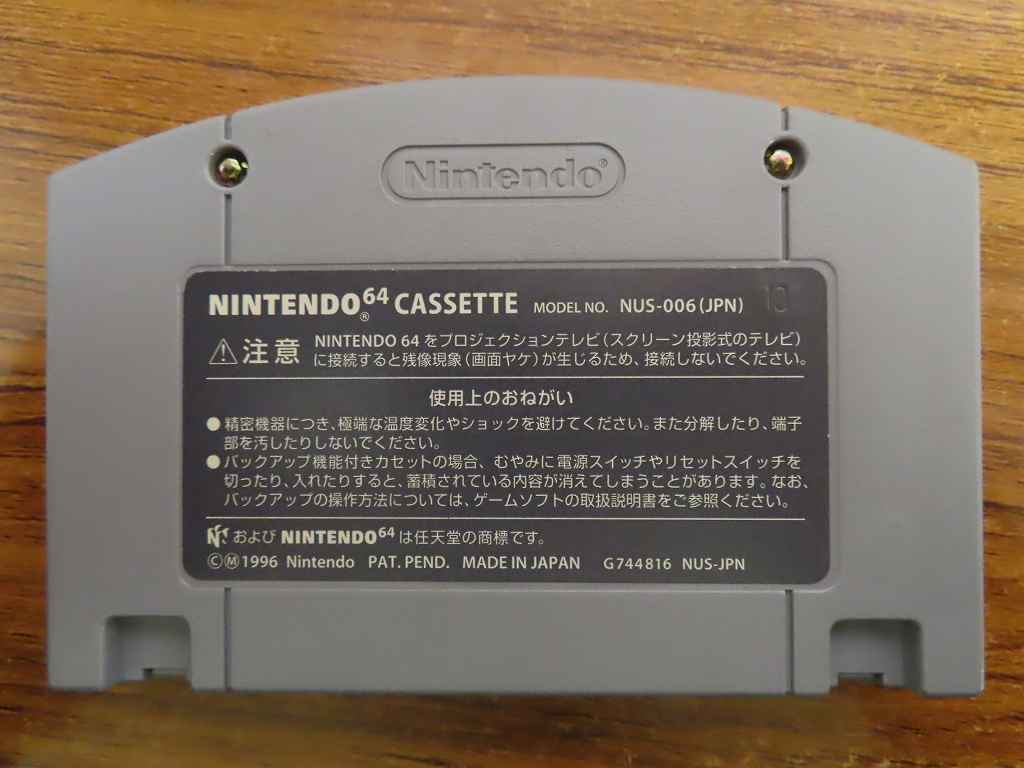 Nintendo®
NINTENDO®64 CASSETTE MODEL NO. NUS-006(JPN) 10
⚠注意 NINTENDO 64 をプロジェクションテレビ(スクリーン投影式のテレビ)
に接続すると残像現象(画面ヤケ)が生じるため、接続しないでください。
使用上のおねがい
●精密機器につき、極端な温度変化やショックを避けてください。また分解したり、端子
部を汚したりしないでください。
●バックアップ機能付きカセットの場合、むやみに電源スイッチやリセットスイッチを
切ったり、入れたりすると、蓄積されている内容が消えてしまうことがあります。なお、
バックアップの操作方法については、ゲームソフトの取扱説明書をご参照ください。
および NINTENDO64 は任天堂の商標です。
©Ⓜ1996 Nintendo PAT. PEND. MADE IN JAPAN G744816 NUS-JPN